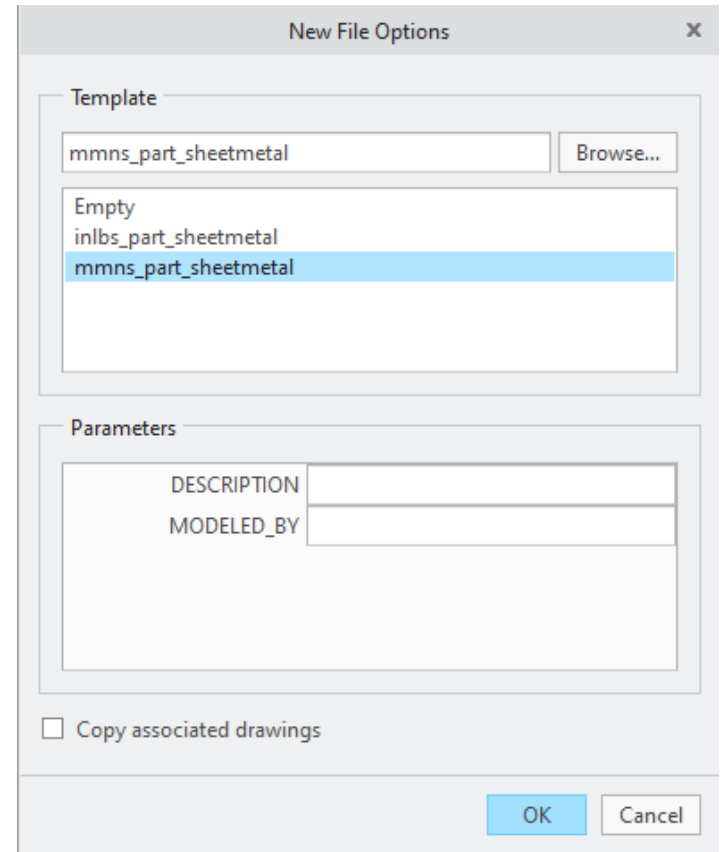 New File Options
Template
mmns_part_sheetmetal
Browse...
Empty
inlbs_part_sheetmetal
mmns_part_sheetmetal
Parameters
DESCRIPTION
MODELED_BY
Copy associated drawings
OK Cancel